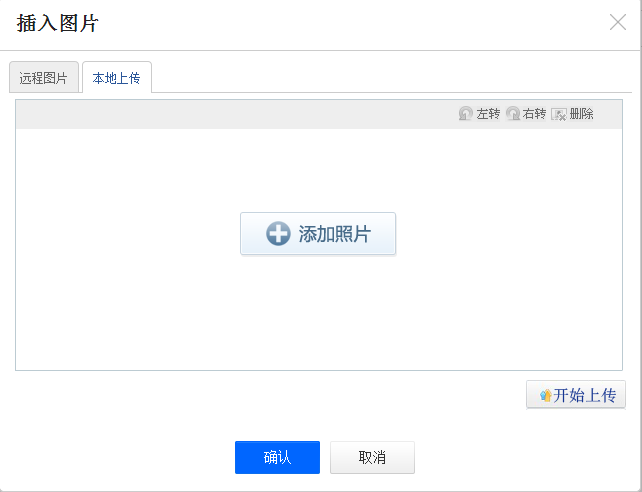 插入图片
远程图片 本地上传
左转 右转 删除
添加照片
开始上传
确认 取消